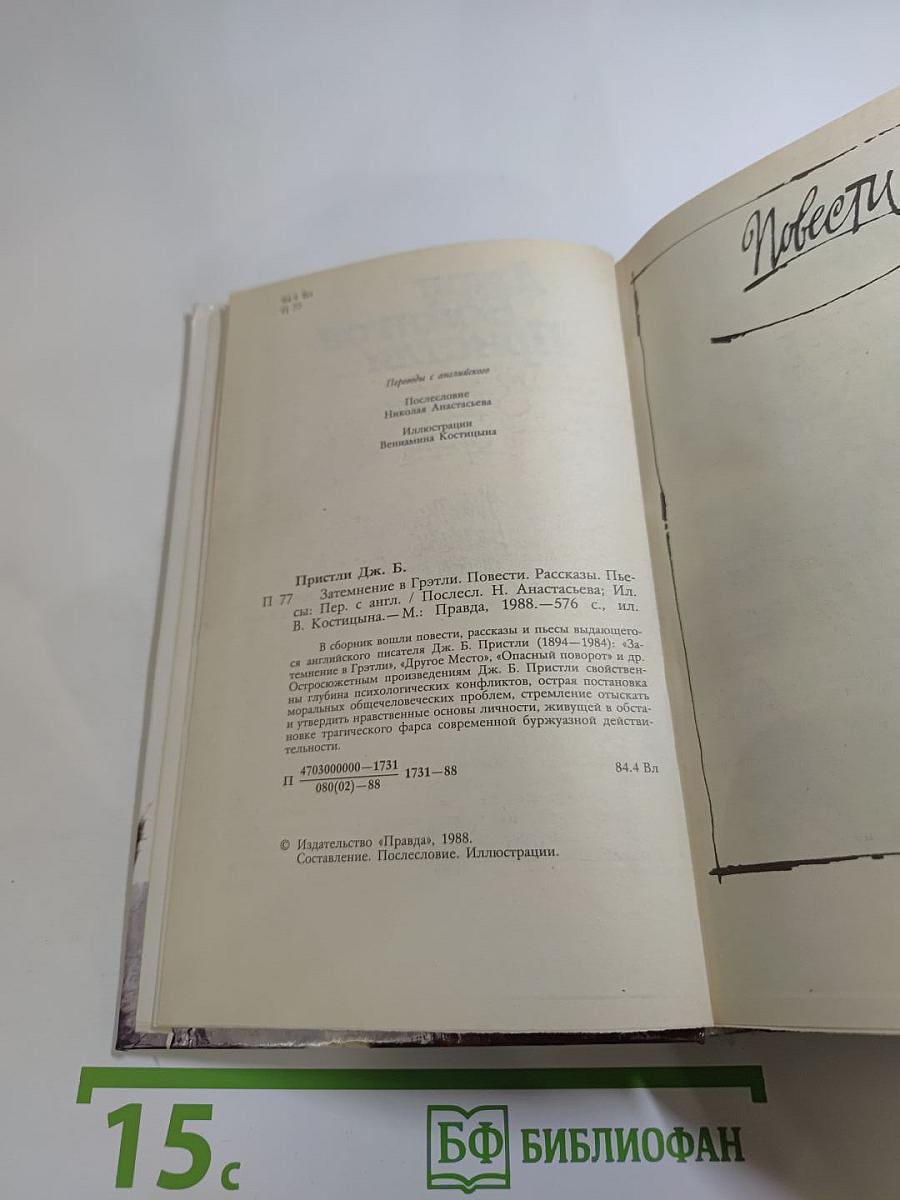 84.4 Вл
П 77
Переводы с английского
Послесловие
Николая Анастасьева
Иллюстрации
Вениамина Костицына
Пристли Дж. Б.
П 77 Затемнение в Грэтли. Повести. Рассказы. Пье-
сы: Пер. с англ. / Послесл. Н. Анастасьева; Ил.
В. Костицына.— М.: Правда, 1988.—576 с., ил.
В сборник вошли повести, рассказы и пьесы выдающего-
ся английского писателя Дж. Б. Пристли (1894—1984): «За-
темнение в Грэтли», «Другое Место», «Опасный поворот» и др.
Остросюжетным произведениям Дж. Б. Пристли свойствен-
ны глубина психологических конфликтов, острая постановка
моральных общечеловеческих проблем, стремление отыскать
и утвердить нравственные основы личности, живущей в обста-
новке трагического фарса современной буржуазной действи-
тельности.
П 4703000000—1731 1731—88 84.4 Вл
080(02)—88
© Издательство «Правда», 1988.
Составление. Послесловие. Иллюстрации.
Повести
15 с
БФ БИБЛИОФАН